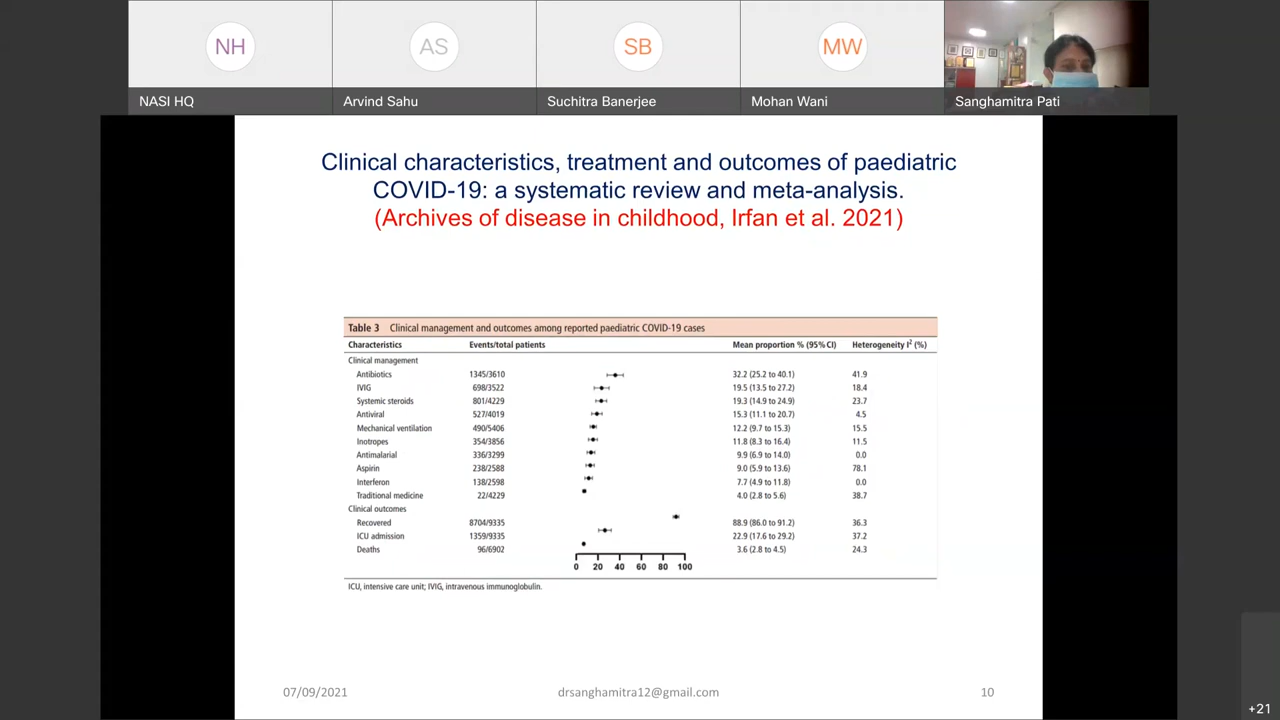 NH
AS
SB
MW
NASI HQ
Arvind Sahu
Suchitra Banerjee
Mohan Wani
Sanghamitra Pati
Clinical characteristics, treatment and outcomes of paediatric
COVID-19: a systematic review and meta-analysis.
(Archives of disease in childhood, Irfan et al. 2021)
Table 3 Clinical management and outcomes among reported paediatric COVID-19 cases
Characteristics Events/total patients Mean proportion % (95% CI) Heterogeneity I² (%)
Clinical management
Antibiotics 1345/3610 32.2 (25.2 to 40.1) 41.9
IVIG 698/3522 19.5 (13.5 to 27.2) 18.4
Systemic steroids 801/4229 19.3 (14.9 to 24.9) 23.7
Antiviral 527/4019 15.3 (11.1 to 20.7) 4.5
Mechanical ventilation 490/5406 12.2 (9.7 to 15.3) 15.5
Inotropes 354/3856 11.8 (8.3 to 16.4) 11.5
Antimalarial 336/3299 9.9 (6.9 to 14.0) 0.0
Aspirin 238/2588 9.0 (5.9 to 13.6) 78.1
Interferon 138/2598 7.7 (4.9 to 11.8) 0.0
Traditional medicine 22/4229 4.0 (2.8 to 5.6) 38.7
Clinical outcomes
Recovered 8704/9335 88.9 (86.0 to 91.2) 36.3
ICU admission 1359/9335 22.9 (17.6 to 29.2) 37.2
Deaths 96/6902 3.6 (2.8 to 4.5) 24.3
0 20 40 60 80 100
ICU, intensive care unit; IVIG, intravenous immunoglobulin.
07/09/2021 drsanghamitra12@gmail.com 10
+21